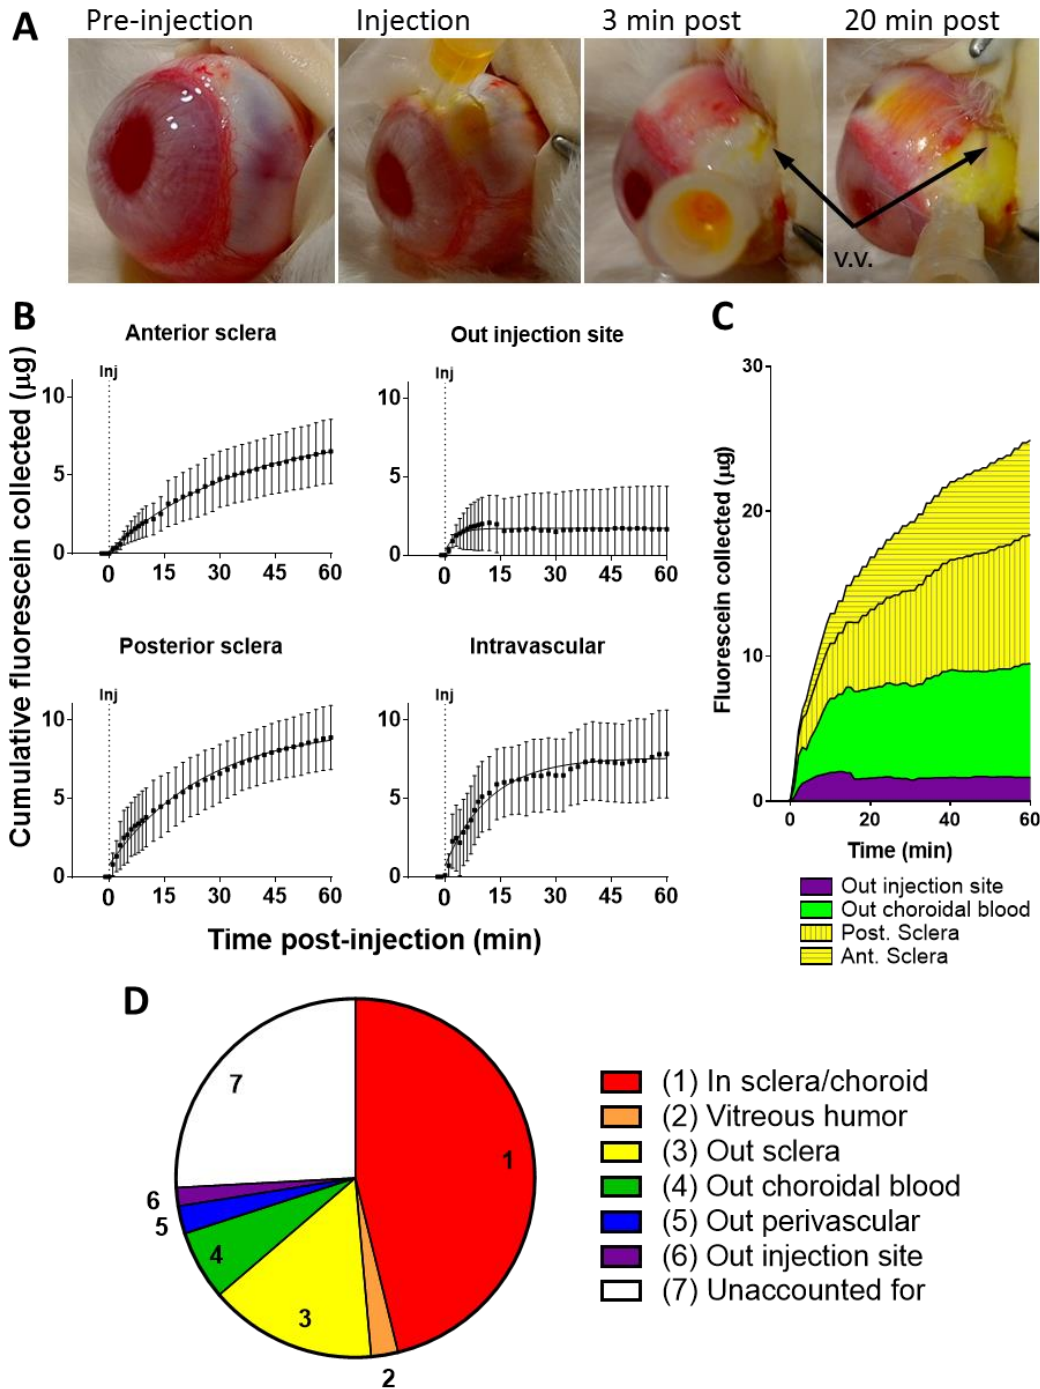 A
Pre-injection
Injection
3 min post
20 min post
v.v.
B
Cumulative fluorescein collected (µg)
Anterior sclera
Inj
10
5
0
0 15 30 45 60
Out injection site
Inj
10
5
0
0 15 30 45 60
Posterior sclera
Inj
10
5
0
0 15 30 45 60
Intravascular
Inj
10
5
0
0 15 30 45 60
Time post-injection (min)
C
Fluorescein collected (µg)
30
20
10
0
0 20 40 60
Time (min)
Out injection site
Out choroidal blood
Post. Sclera
Ant. Sclera
D
7
1
6
5
4
3
2
(1) In sclera/choroid
(2) Vitreous humor
(3) Out sclera
(4) Out choroidal blood
(5) Out perivascular
(6) Out injection site
(7) Unaccounted for